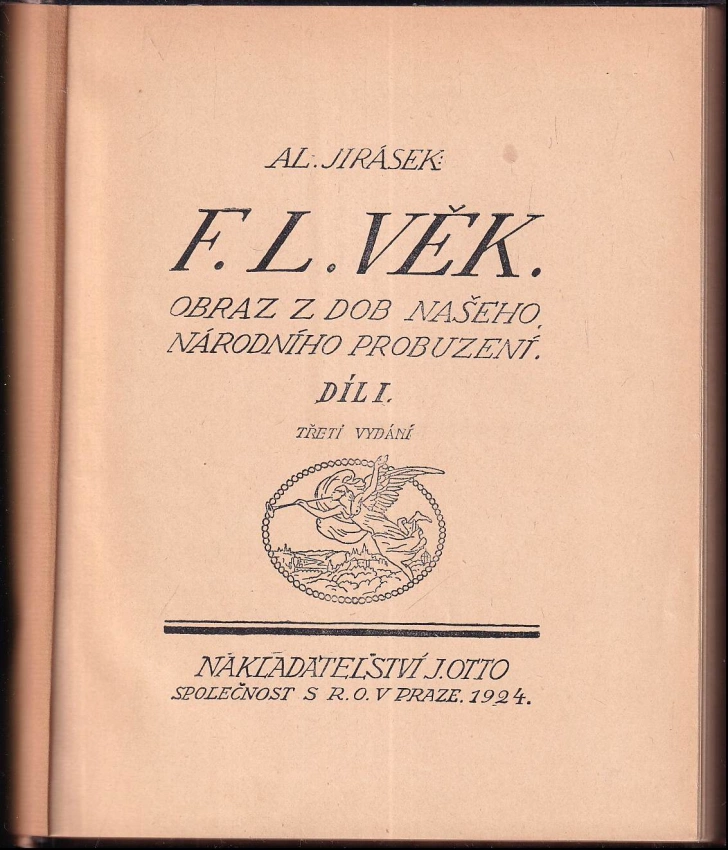 AL. JIRÁSEK:
F. L. VĚK.
OBRAZ Z DOB NAŠEHO
NÁRODNÍHO PROBUZENÍ.
DÍL I.
TŘETÍ VYDÁNÍ
NAKLADATELSTVÍ J. OTTO
SPOLEČNOST S R. O. V PRAZE. 1924.